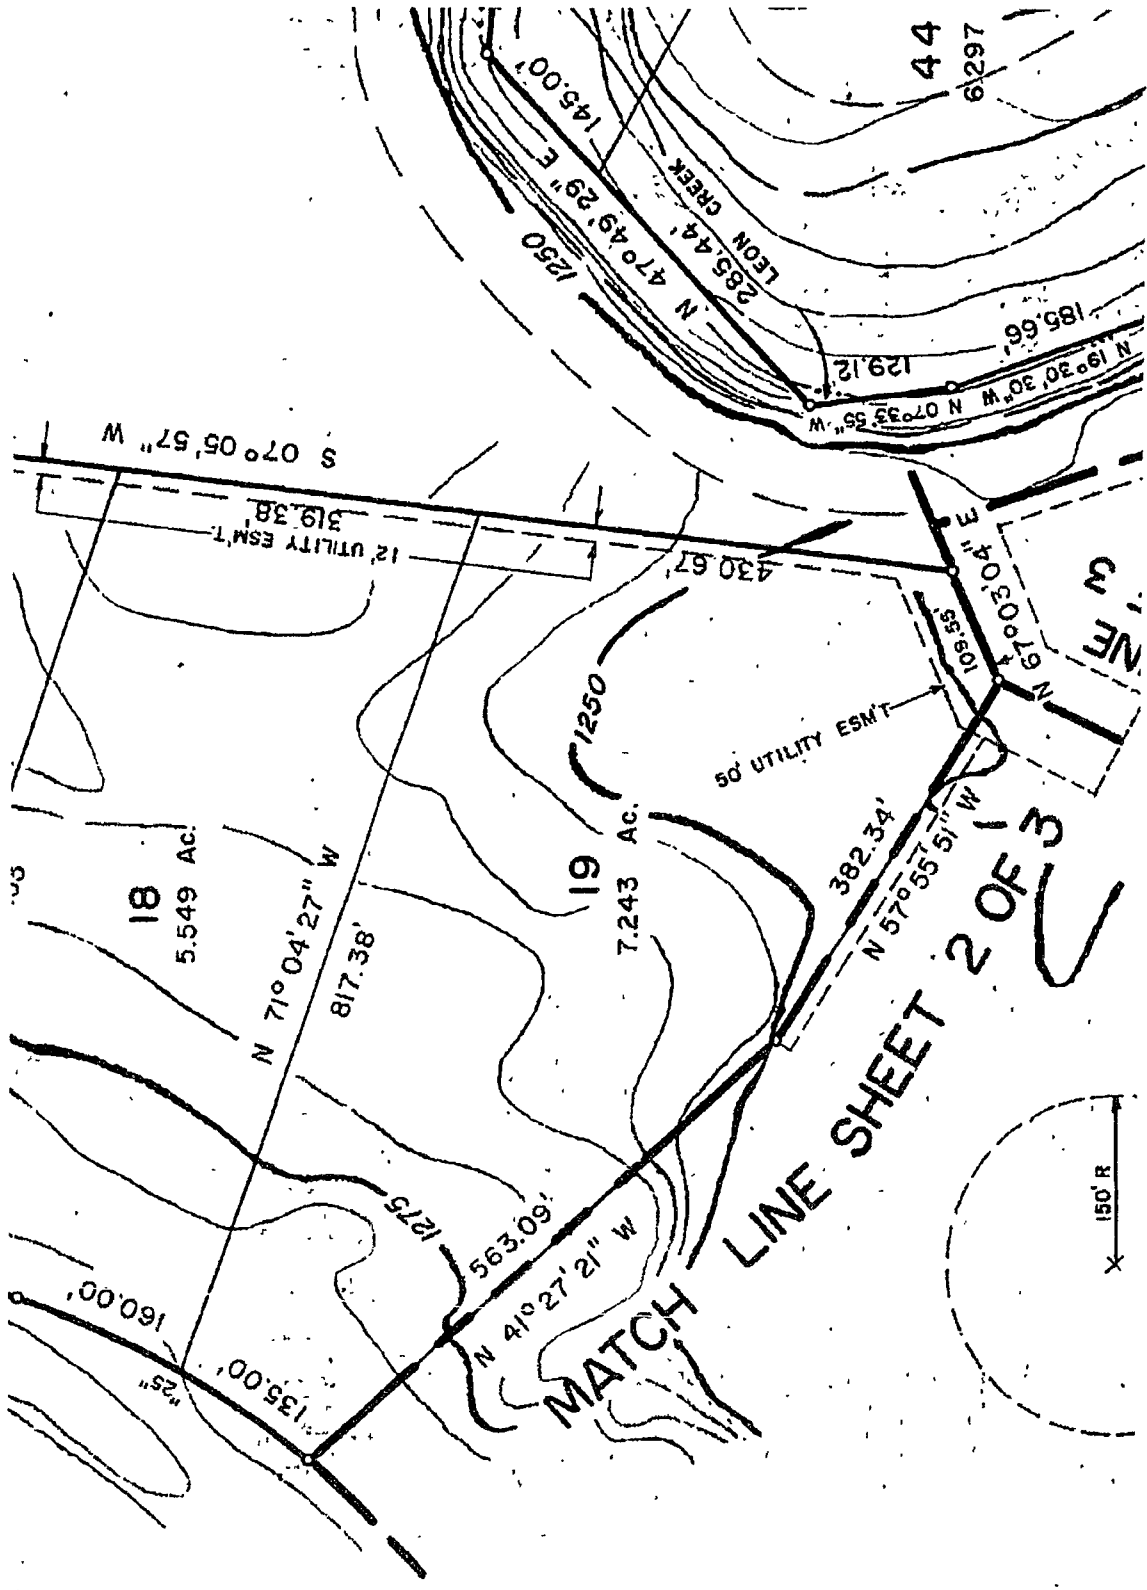 44
6.297
145.00'
N 47° 49' 29" E
285.44'
LEON CREEK
1250
129.12'
N 07° 33' 55" W
185.66'
N 19° 30' 30" W
S 07° 05' 57" W
319.38'
12' UTILITY ESM'T.
430.67'
N 67° 03' 04" E
109.55'
50' UTILITY ESM'T
1250
18
5.549 Ac.
N 71° 04' 27" W
817.38'
19
7.243 Ac.
382.34'
N 57° 55' 51" W
1275
563.09'
N 41° 27' 21" W
160.00'
"25"
135.00'
MATCH LINE SHEET 2 OF 3
150' R